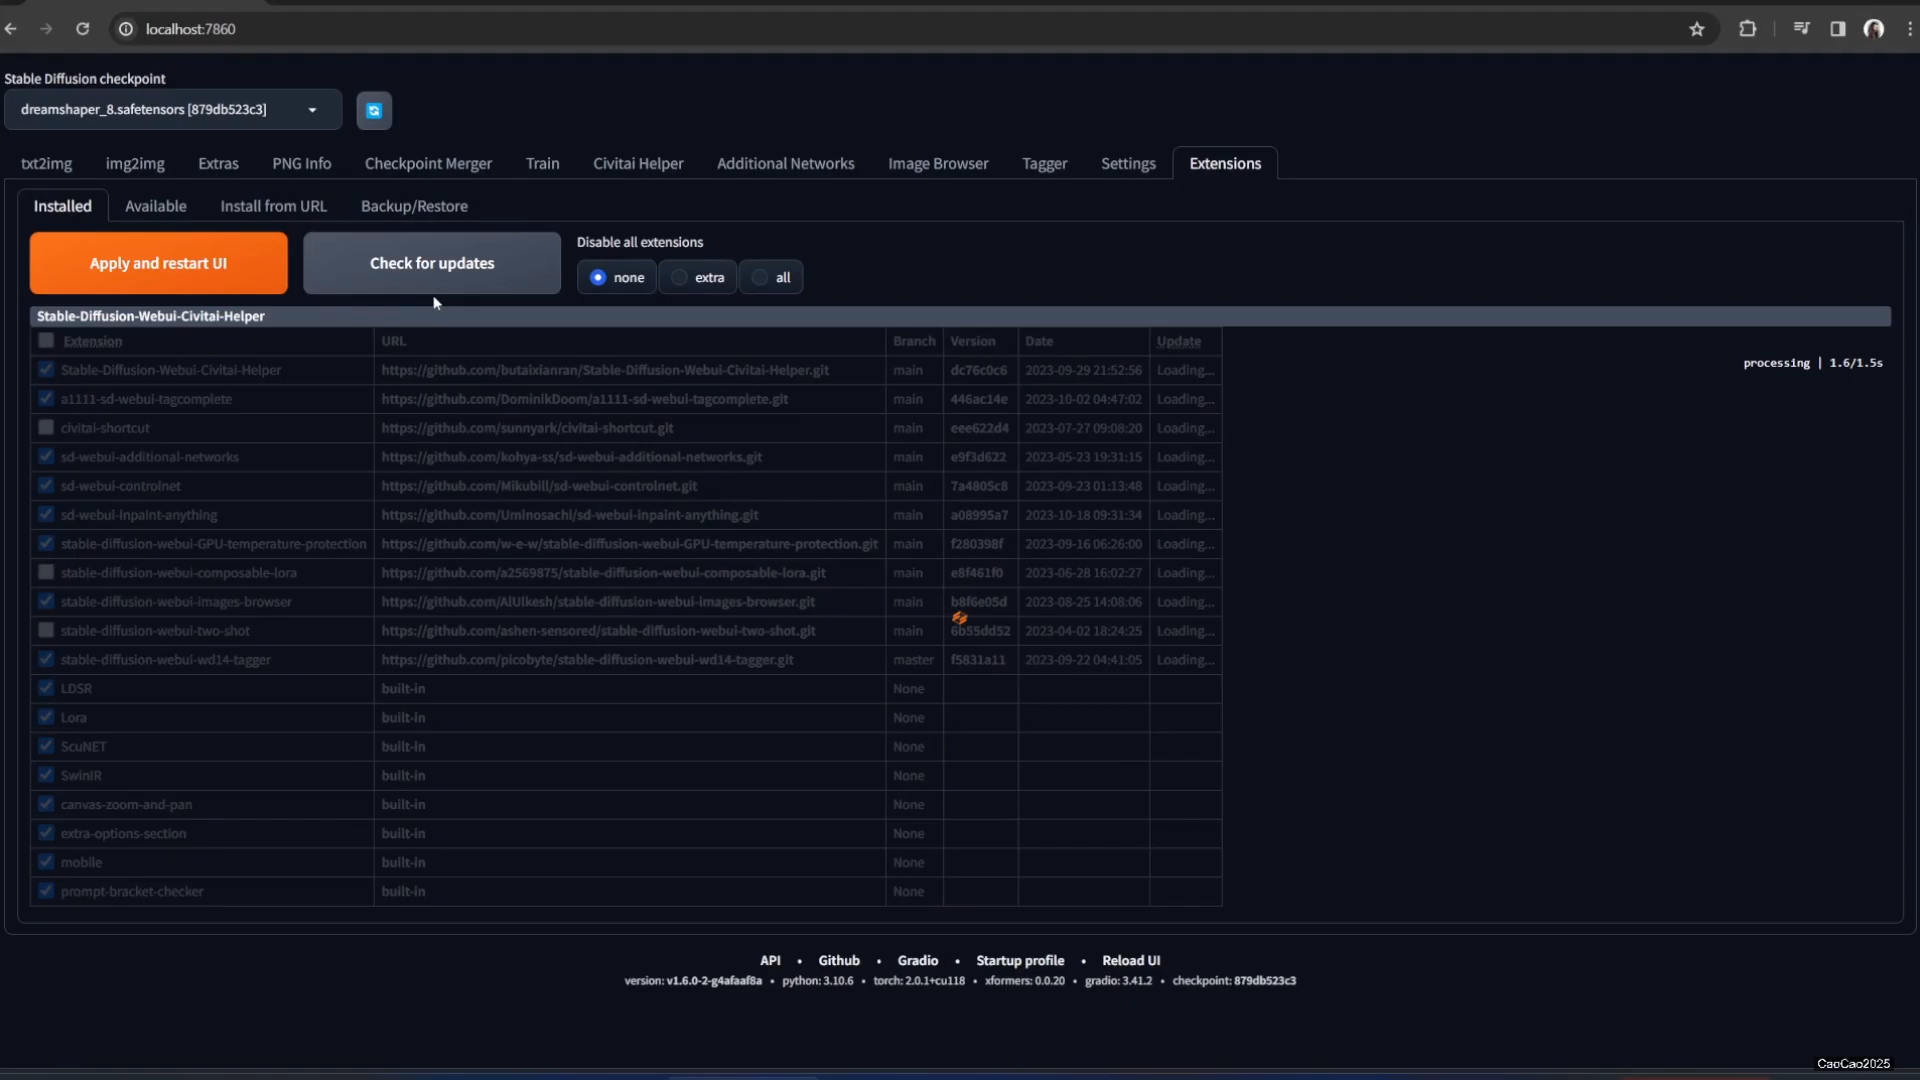 localhost:7860
Stable Diffusion checkpoint
dreamshaper_8.safetensors [879db523c3]
txt2img img2img Extras PNG Info Checkpoint Merger Train Civitai Helper Additional Networks Image Browser Tagger Settings Extensions
Installed Available Install from URL Backup/Restore
Disable all extensions
Apply and restart UI Check for updates none extra all
Stable-Diffusion-Webui-Civitai-Helper
Extension URL Branch Version Date Update
processing | 1.6/1.5s
Stable-Diffusion-Webui-Civitai-Helper https://github.com/butaixianran/Stable-Diffusion-Webui-Civitai-Helper.git main dc76c0c6 2023-09-29 21:52:56 Loading...
a1111-sd-webui-tagcomplete https://github.com/DominikDoom/a1111-sd-webui-tagcomplete.git main 446ac14e 2023-10-02 04:47:02 Loading...
civitai-shortcut https://github.com/sunnyark/civitai-shortcut.git main eee622d4 2023-07-27 09:08:20 Loading...
sd-webui-additional-networks https://github.com/kohya-ss/sd-webui-additional-networks.git main e9f3d622 2023-05-23 19:31:15 Loading...
sd-webui-controlnet https://github.com/Mikubill/sd-webui-controlnet.git main 7a4805c8 2023-09-23 01:13:48 Loading...
sd-webui-inpaint-anything https://github.com/Uminosachi/sd-webui-inpaint-anything.git main a08995a7 2023-10-18 09:31:34 Loading...
stable-diffusion-webui-GPU-temperature-protection https://github.com/w-e-w/stable-diffusion-webui-GPU-temperature-protection.git main f280398f 2023-09-16 06:26:00 Loading...
stable-diffusion-webui-composable-lora https://github.com/a2569875/stable-diffusion-webui-composable-lora.git main e8f461f0 2023-06-28 16:02:27 Loading...
stable-diffusion-webui-images-browser https://github.com/AlUlkesh/stable-diffusion-webui-images-browser.git main b8f6e05d 2023-08-25 14:08:06 Loading...
stable-diffusion-webui-two-shot https://github.com/ashen-sensored/stable-diffusion-webui-two-shot.git main 6b55dd52 2023-04-02 18:24:25 Loading...
stable-diffusion-webui-wd14-tagger https://github.com/picobyte/stable-diffusion-webui-wd14-tagger.git master f5831a11 2023-09-22 04:41:05 Loading...
LDSR built-in None
Lora built-in None
ScuNET built-in None
SwinIR built-in None
canvas-zoom-and-pan built-in None
extra-options-section built-in None
mobile built-in None
prompt-bracket-checker built-in None
API • Github • Gradio • Startup profile • Reload UI
version: v1.6.0-2-g4afaaf8a • python: 3.10.6 • torch: 2.0.1+cu118 • xformers: 0.0.20 • gradio: 3.41.2 • checkpoint: 879db523c3
CaoCao2025